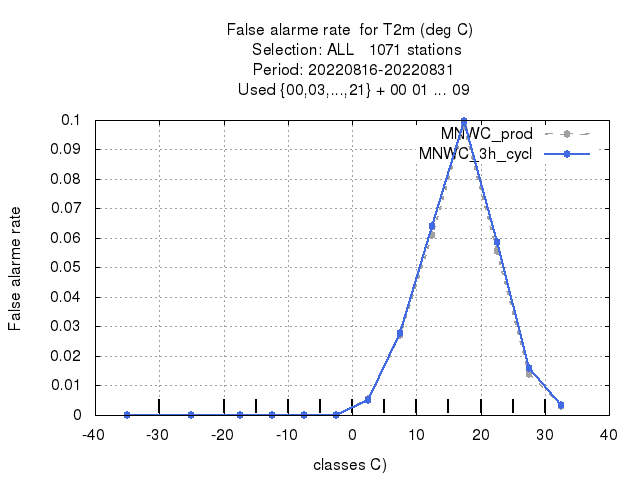 False alarme rate  for T2m (deg C)
Selection: ALL   1071 stations
Period: 20220816-20220831
Used {00,03,...,21} + 00 01 ... 09
MNWC_prod
MNWC_3h_cycl
False alarme rate
0.1
0.09
0.08
0.07
0.06
0.05
0.04
0.03
0.02
0.01
0
-40 -30 -20 -10 0 10 20 30 40
classes C)